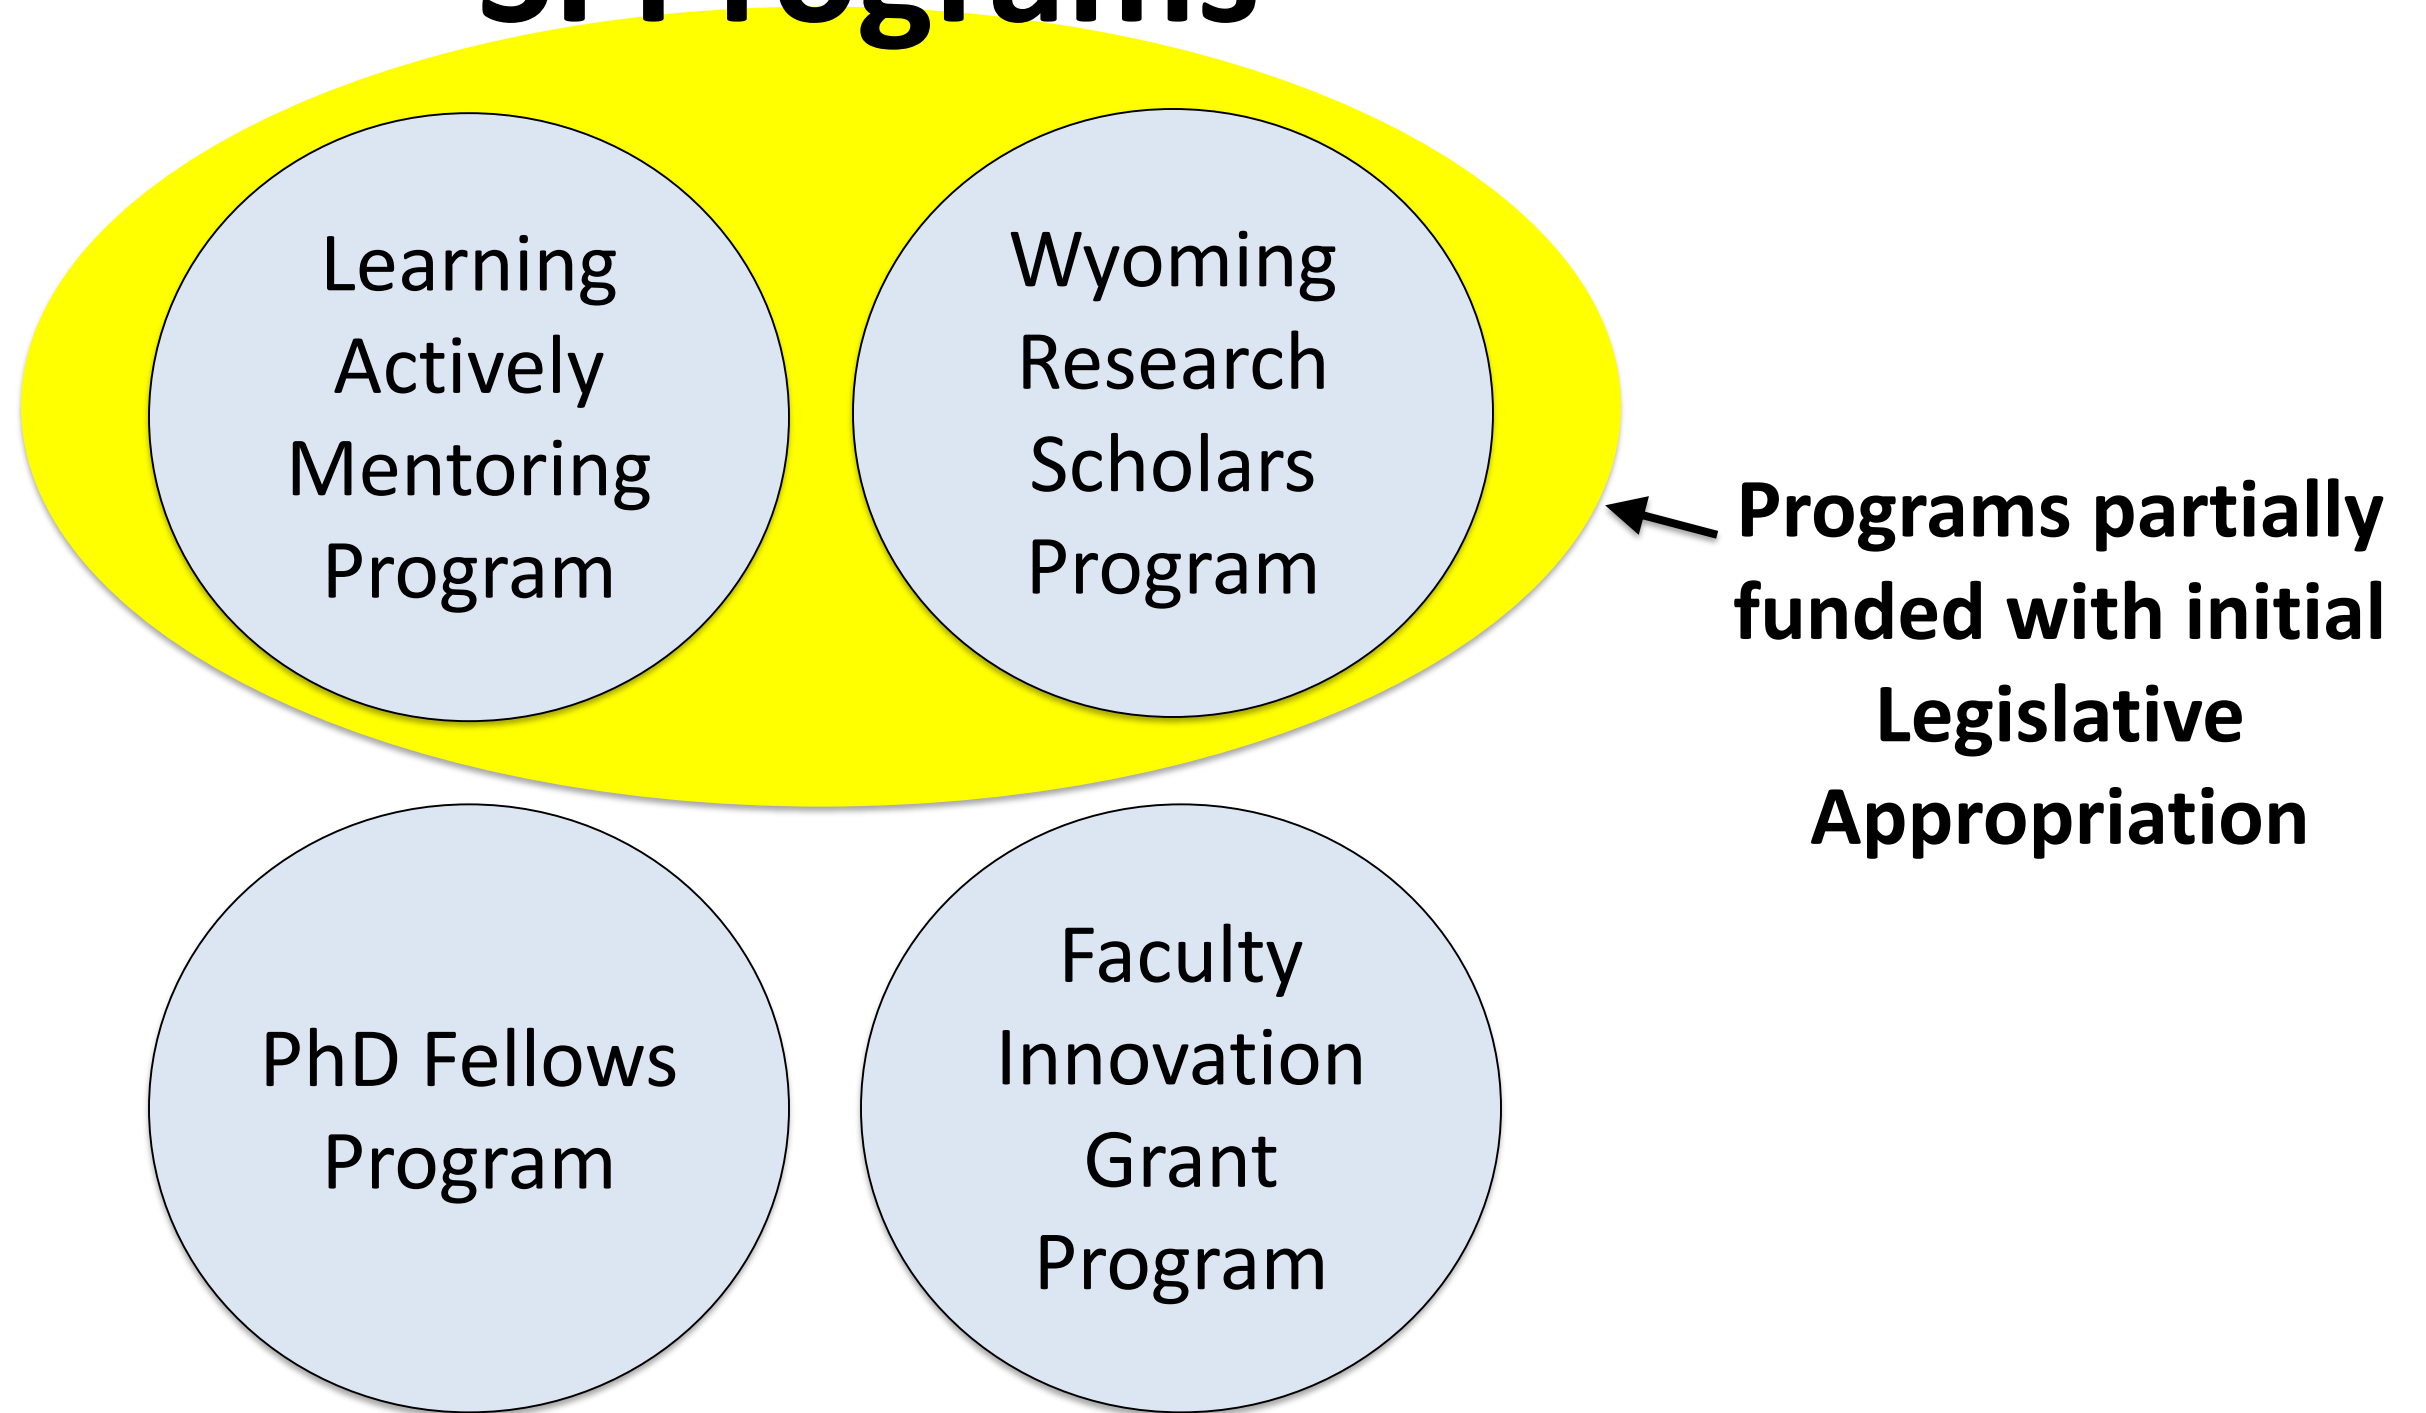 Programs
Learning
Actively
Mentoring
Program
Wyoming
Research
Scholars
Program
Programs partially
funded with initial
Legislative
Appropriation
PhD Fellows
Program
Faculty
Innovation
Grant
Program